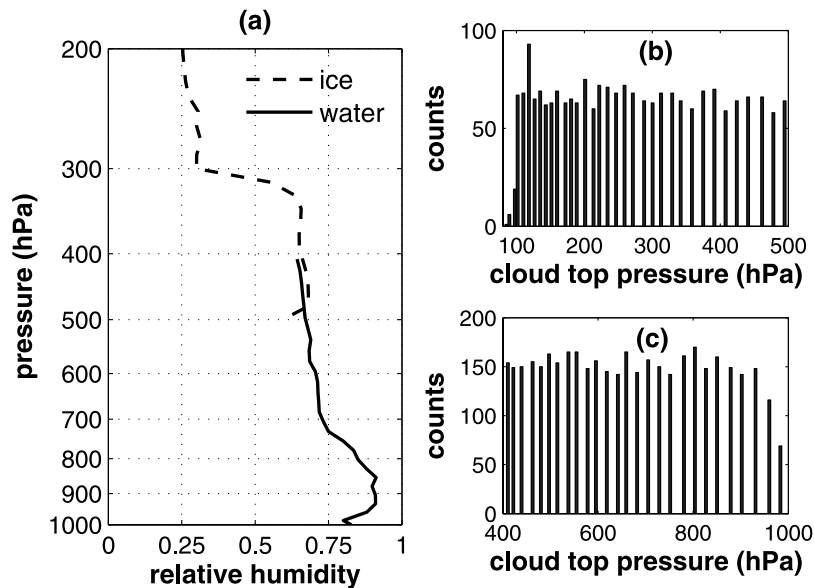 (a)
200
300
400
500
600
700
800
900
1000
pressure (hPa)
ice
water
0
0.25
0.5
0.75
1
relative humidity
(b)
100
50
0
counts
100
200
300
400
500
cloud top pressure (hPa)
(c)
200
150
100
50
0
counts
400
600
800
1000
cloud top pressure (hPa)